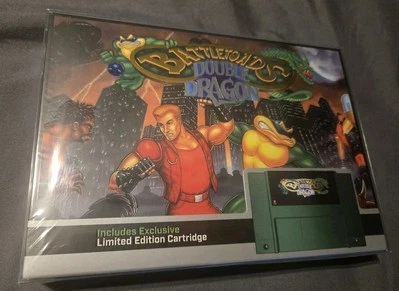 BATTLETOADS
DOUBLE
DRAGON
Includes Exclusive
Limited Edition Cartridge